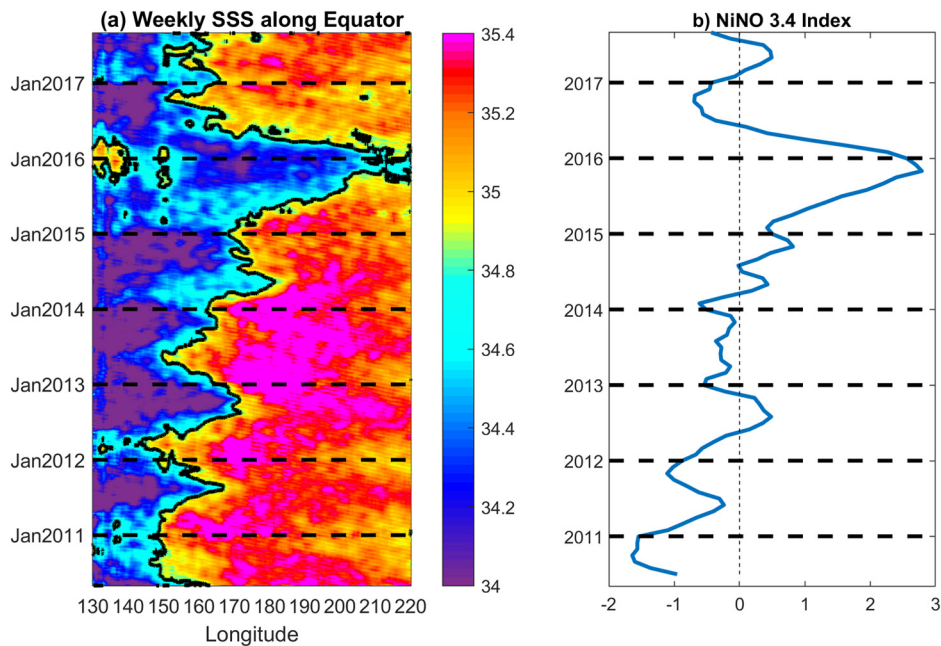 (a) Weekly SSS along Equator
Jan2017
Jan2016
Jan2015
Jan2014
Jan2013
Jan2012
Jan2011
130 140 150 160 170 180 190 200 210 220
Longitude
35.4
35.2
35
34.8
34.6
34.4
34.2
34
b) NiNO 3.4 Index
2017
2016
2015
2014
2013
2012
2011
-2 -1 0 1 2 3